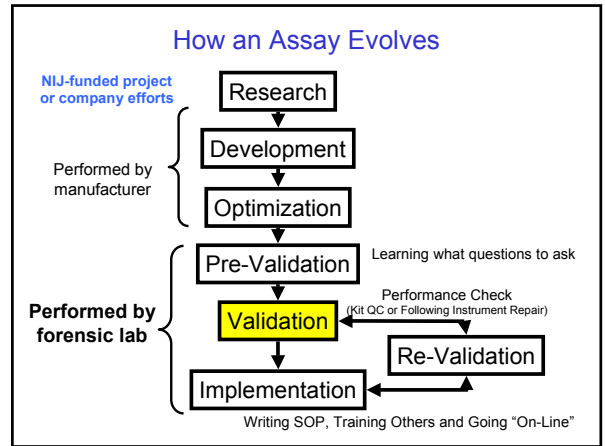 How an Assay Evolves
NIJ-funded project
or company efforts
Research
Performed by
manufacturer
Development
Optimization
Pre-Validation
Learning what questions to ask
Performed by
forensic lab
Validation
Performance Check
(Kit QC or Following Instrument Repair)
Re-Validation
Implementation
Writing SOP, Training Others and Going “On-Line”